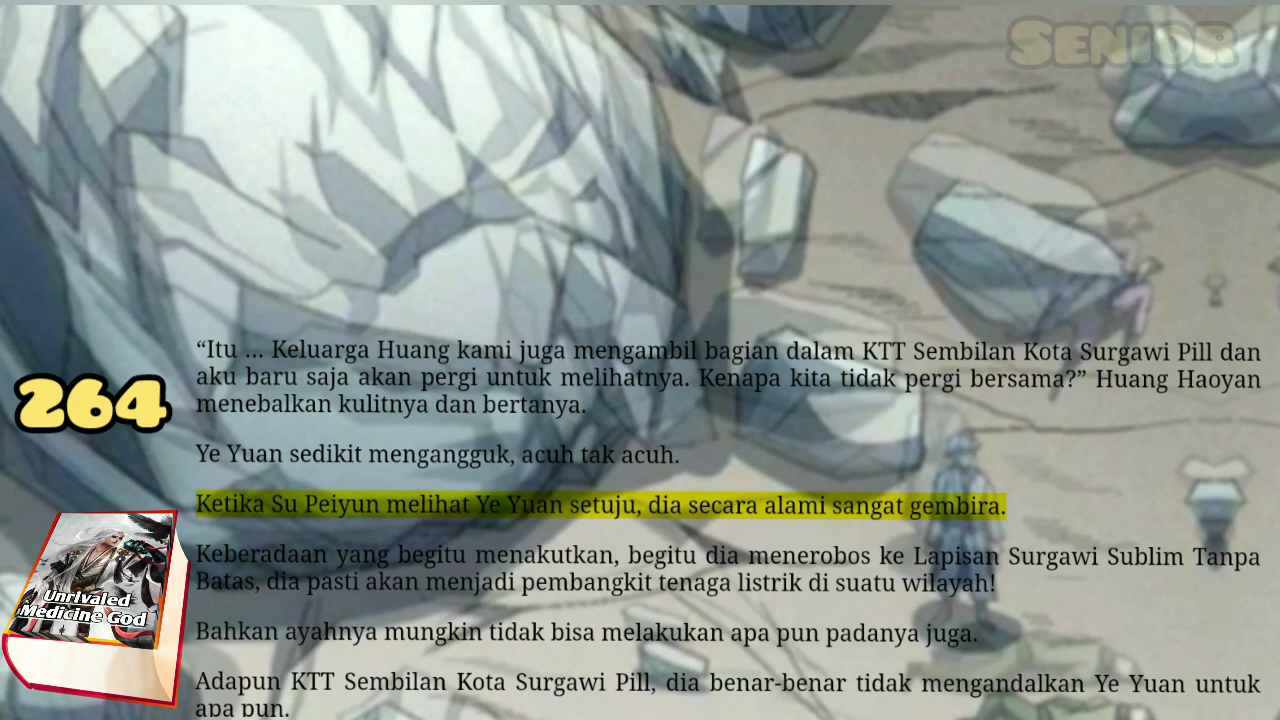 SENIOR
“Itu ... Keluarga Huang kami juga mengambil bagian dalam KTT Sembilan Kota Surgawi Pill dan
aku baru saja akan pergi untuk melihatnya. Kenapa kita tidak pergi bersama?” Huang Haoyan
menebalkan kulitnya dan bertanya.
264
Ye Yuan sedikit mengangguk, acuh tak acuh.
Ketika Su Peiyun melihat Ye Yuan setuju, dia secara alami sangat gembira.
Keberadaan yang begitu menakutkan, begitu dia menerobos ke Lapisan Surgawi Sublim Tanpa
Batas, dia pasti akan menjadi pembangkit tenaga listrik di suatu wilayah!
Unrivaled
Medicine God
Bahkan ayahnya mungkin tidak bisa melakukan apa pun padanya juga.
Adapun KTT Sembilan Kota Surgawi Pill, dia benar-benar tidak mengandalkan Ye Yuan untuk
apa pun.